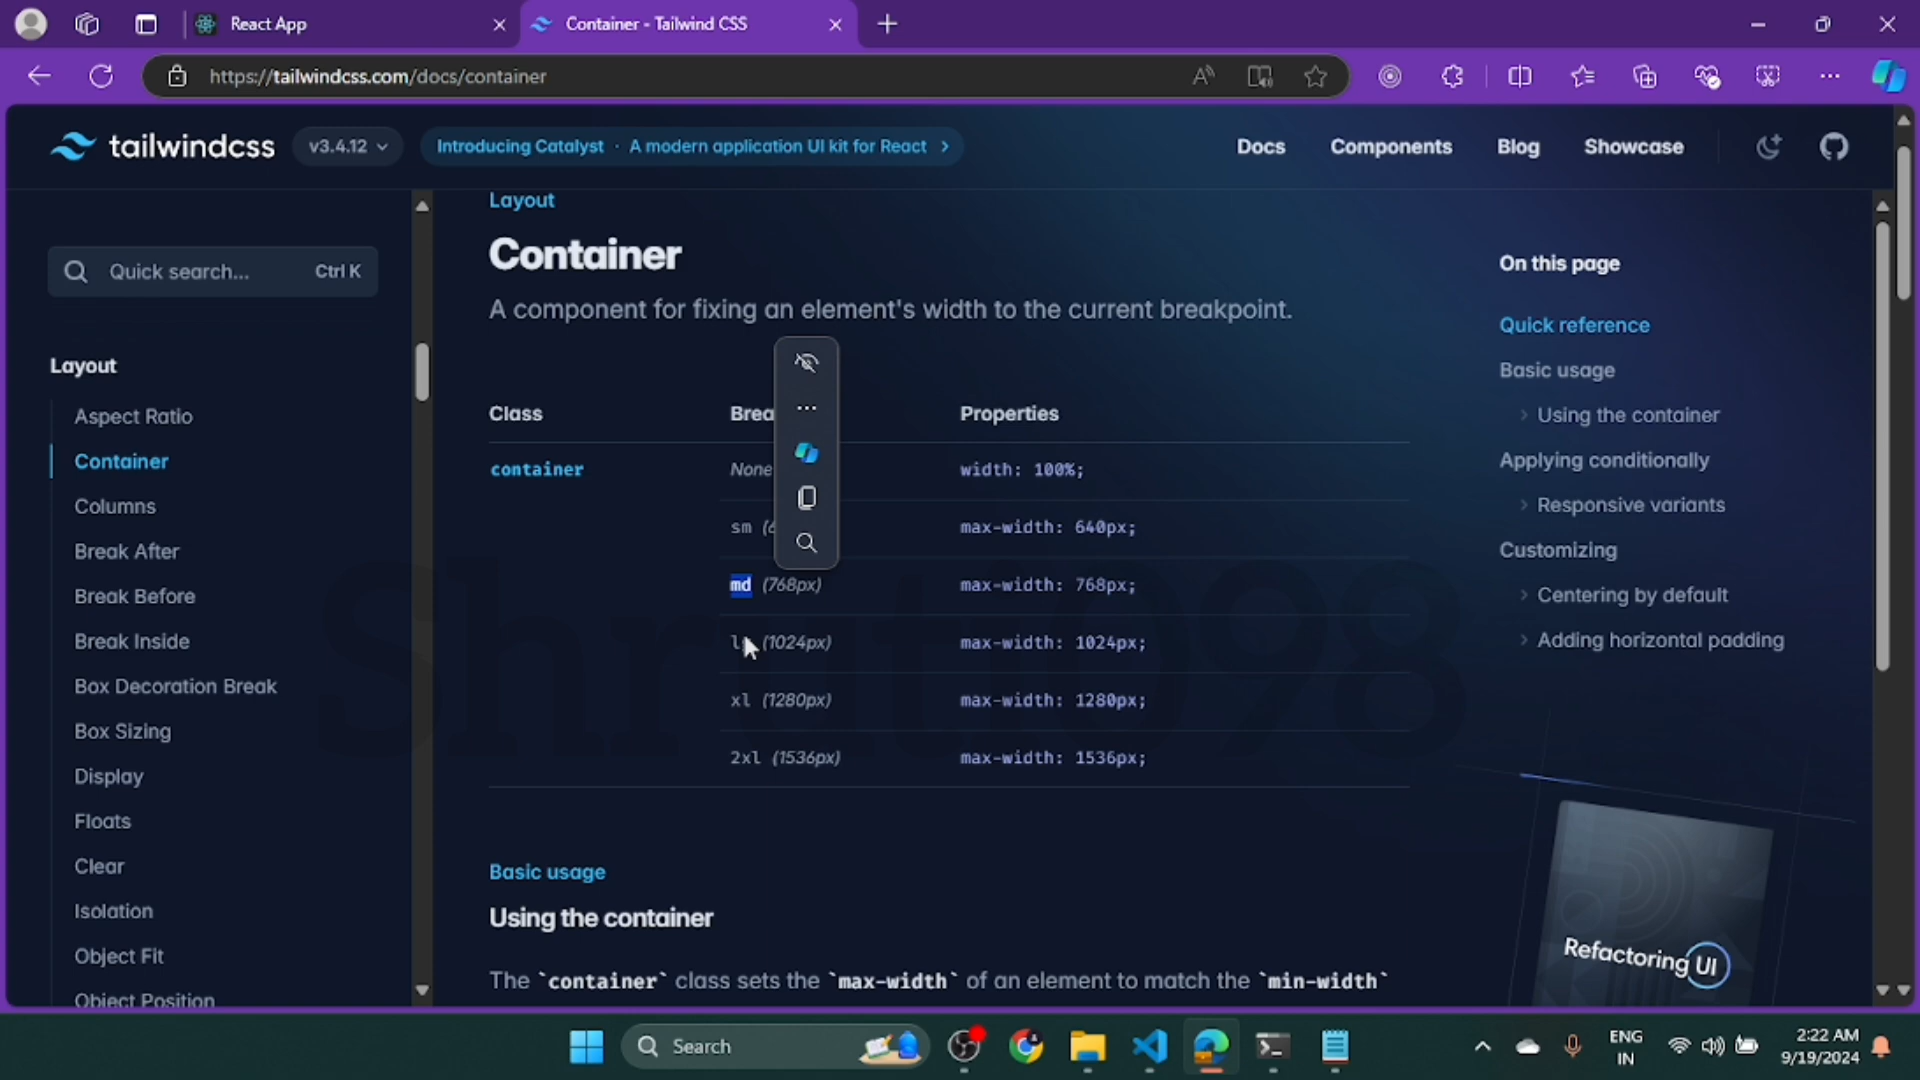 React App
Container - Tailwind CSS
https://tailwindcss.com/docs/container
tailwindcss
v3.4.12
Introducing Catalyst · A modern application UI kit for React
Docs
Components
Blog
Showcase
Quick search...
Ctrl K
Layout
Aspect Ratio
Container
Columns
Break After
Break Before
Break Inside
Box Decoration Break
Box Sizing
Display
Floats
Clear
Isolation
Object Fit
Object Position
Layout
Container
A component for fixing an element's width to the current breakpoint.
Class Properties
container None width: 100%;
sm max-width: 640px;
md (768px) max-width: 768px;
(1024px) max-width: 1024px;
xl (1280px) max-width: 1280px;
2xl (1536px) max-width: 1536px;
Basic usage
Using the container
The `container` class sets the `max-width` of an element to match the `min-width`
On this page
Quick reference
Basic usage
Using the container
Applying conditionally
Responsive variants
Customizing
Centering by default
Adding horizontal padding
Refactoring UI
Search
ENG
IN
2:22 AM
9/19/2024